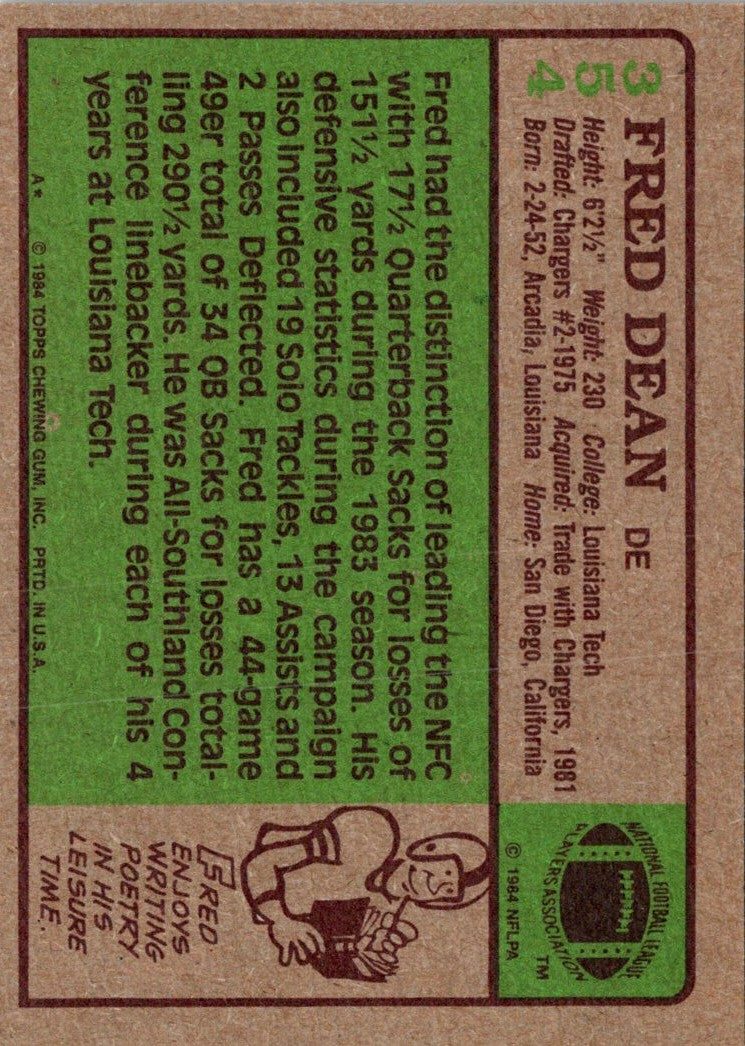 354
FRED DEAN DE
Height: 6'2½" Weight: 230 College: Louisiana Tech
Drafted: Chargers #2-1975 Acquired: Trade with Chargers, 1981
Born: 2-24-52, Arcadia, Louisiana Home: San Diego, California
NATIONAL FOOTBALL LEAGUE
PLAYERS ASSOCIATION
TM
© 1984 NFLPA
Fred had the distinction of leading the NFC
with 17½ Quarterback Sacks for losses of
151½ yards during the 1983 season. His
defensive statistics during the campaign
also included 19 Solo Tackles, 13 Assists and
2 Passes Deflected. Fred has a 44-game
49er total of 34 QB Sacks for losses total-
ling 290½ yards. He was All-Southland Con-
ference linebacker during each of his 4
years at Louisiana Tech.
FRED
ENJOYS
WRITING
POETRY
IN HIS
LEISURE
TIME.
A* © 1984 TOPPS CHEWING GUM, INC. PRTD. IN U.S.A.